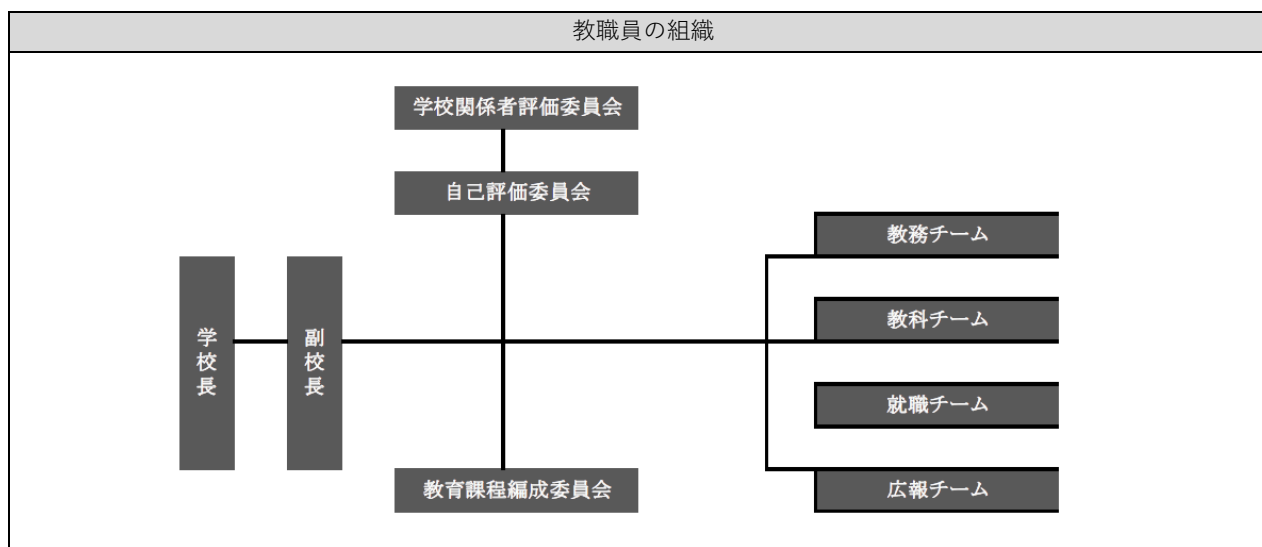 教職員の組織
学校関係者評価委員会
自己評価委員会
教務チーム
学校長
副校長
教科チーム
就職チーム
教育課程編成委員会
広報チーム